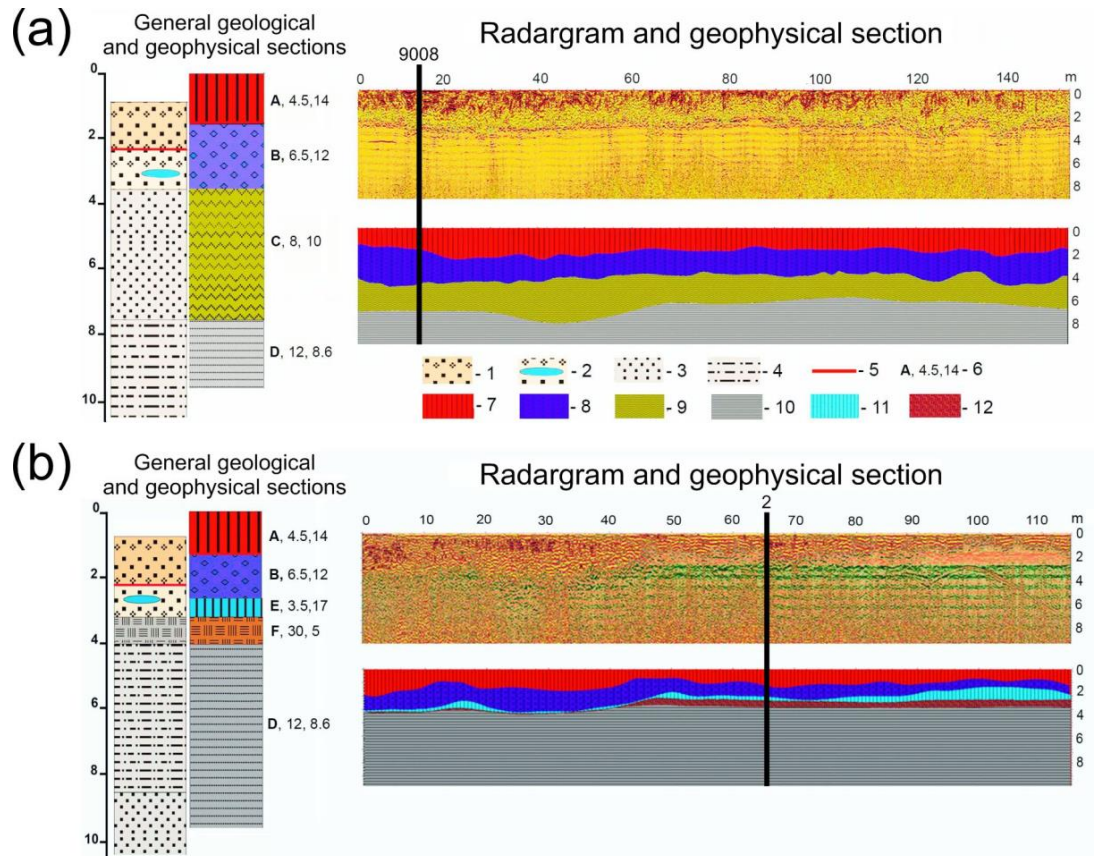 (a)
General geological
and geophysical sections
Radargram and geophysical section
9008
0 20 40 60 80 100 120 140 m
0
2
4
6
8
10
A, 4.5,14
B, 6.5,12
C, 8, 10
D, 12, 8.6
0
2
4
6
8
0
2
4
6
8
- 1 - 2 - 3 - 4 - 5 A, 4.5,14 - 6
- 7 - 8 - 9 - 10 - 11 - 12
(b)
General geological
and geophysical sections
Radargram and geophysical section
2
0 10 20 30 40 50 60 70 80 90 100 110 m
0
2
4
6
8
10
A, 4.5,14
B, 6.5,12
E, 3.5,17
F, 30, 5
D, 12, 8.6
0
2
4
6
8
0
2
4
6
8